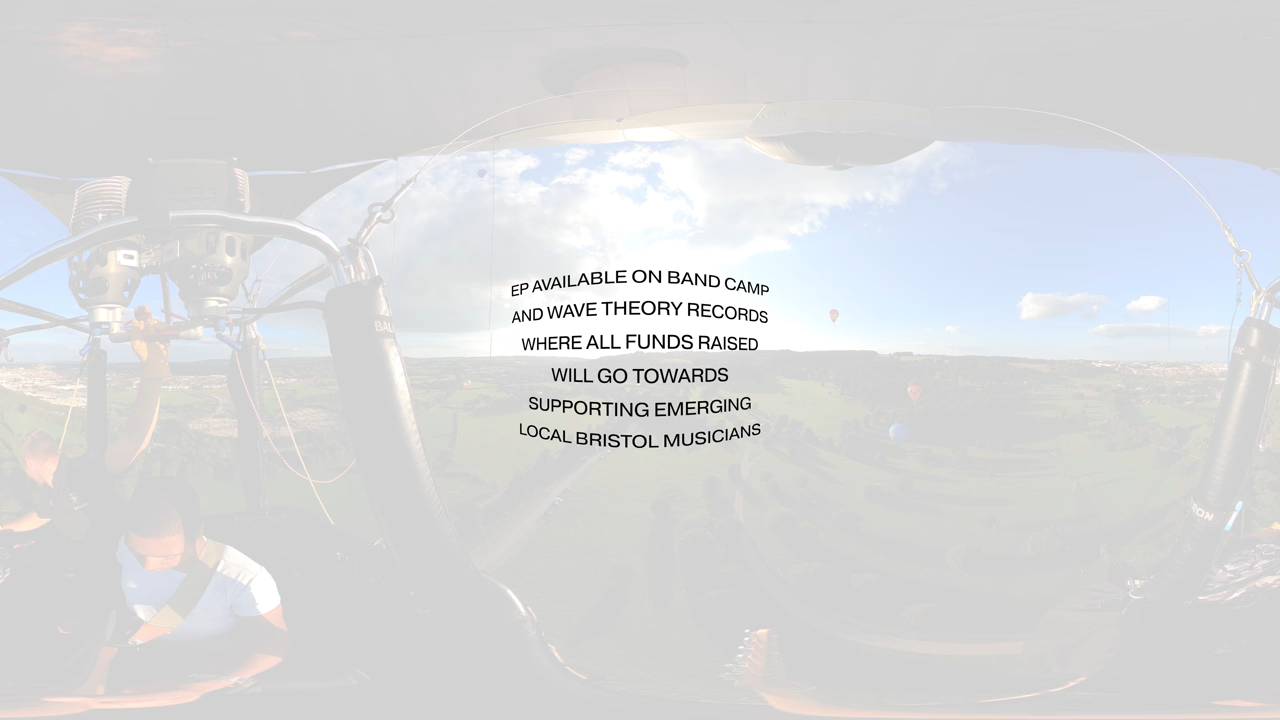 EP AVAILABLE ON BAND CAMP
AND WAVE THEORY RECORDS
WHERE ALL FUNDS RAISED
WILL GO TOWARDS
SUPPORTING EMERGING
LOCAL BRISTOL MUSICIANS